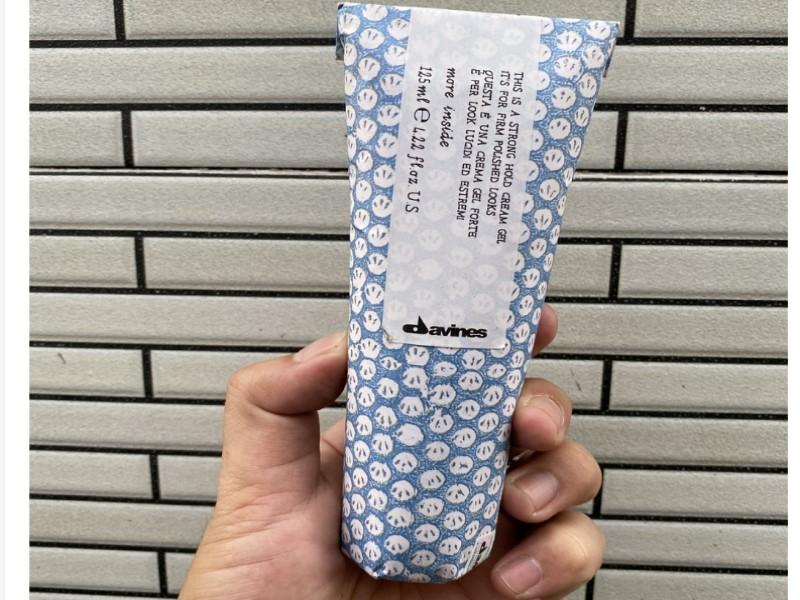 THIS IS A STRONG HOLD CREAM GEL
IT'S FOR FIRM POLISHED LOOKS
QUESTA È UNA CREMA GEL FORTE
È PER LOOK LUCIDI ED ESTREMI
more inside
125 ml ℮ 4.22 fl oz U.S.
davines